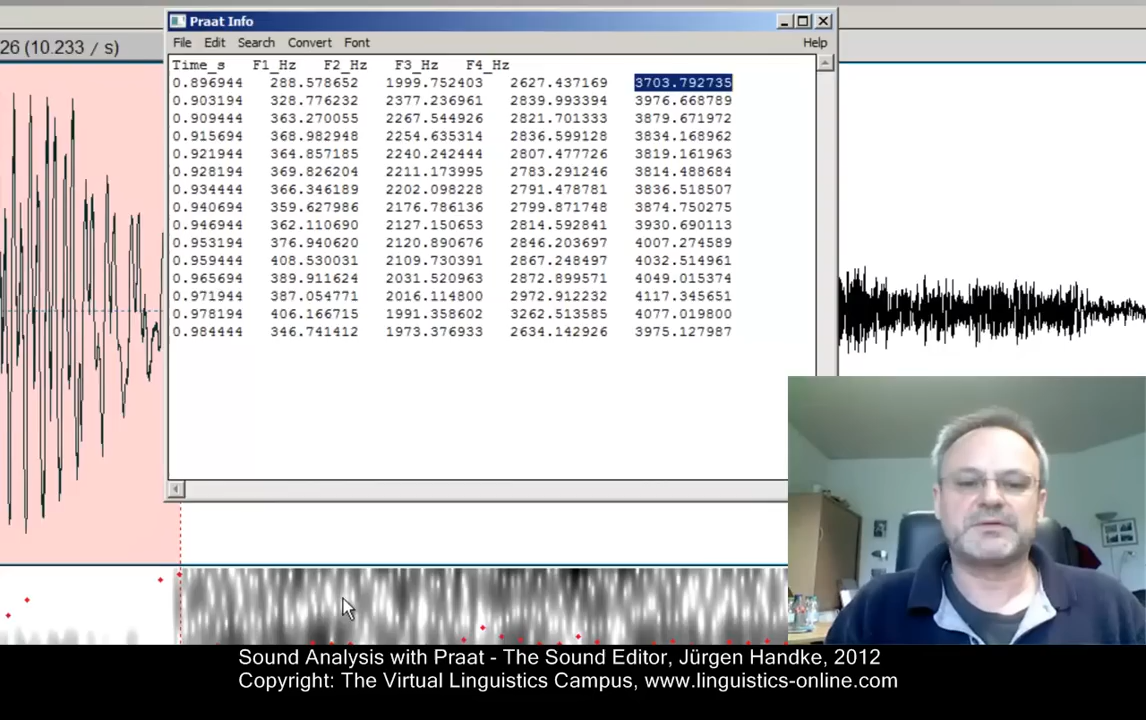 26 (10.233 / s)
Praat Info
File Edit Search Convert Font Help
Time_s F1_Hz F2_Hz F3_Hz F4_Hz
0.896944 288.578652 1999.752403 2627.437169 3703.792735
0.903194 328.776232 2377.236961 2839.993394 3976.668789
0.909444 363.270055 2267.544926 2821.701333 3879.671972
0.915694 368.982948 2254.635314 2836.599128 3834.168962
0.921944 364.857185 2240.242444 2807.477726 3819.161963
0.928194 369.826204 2211.173995 2783.291246 3814.488684
0.934444 366.346189 2202.098228 2791.478781 3836.518507
0.940694 359.627986 2176.786136 2799.871748 3874.750275
0.946944 362.110690 2127.150653 2814.592841 3930.690113
0.953194 376.940620 2120.890676 2846.203697 4007.274589
0.959444 408.530031 2109.730391 2867.248497 4032.514961
0.965694 389.911624 2031.520963 2872.899571 4049.015374
0.971944 387.054771 2016.114800 2972.912232 4117.345651
0.978194 406.166715 1991.358602 3262.513585 4077.019800
0.984444 346.741412 1973.376933 2634.142926 3975.127987
Sound Analysis with Praat - The Sound Editor, Jürgen Handke, 2012
Copyright: The Virtual Linguistics Campus, www.linguistics-online.com